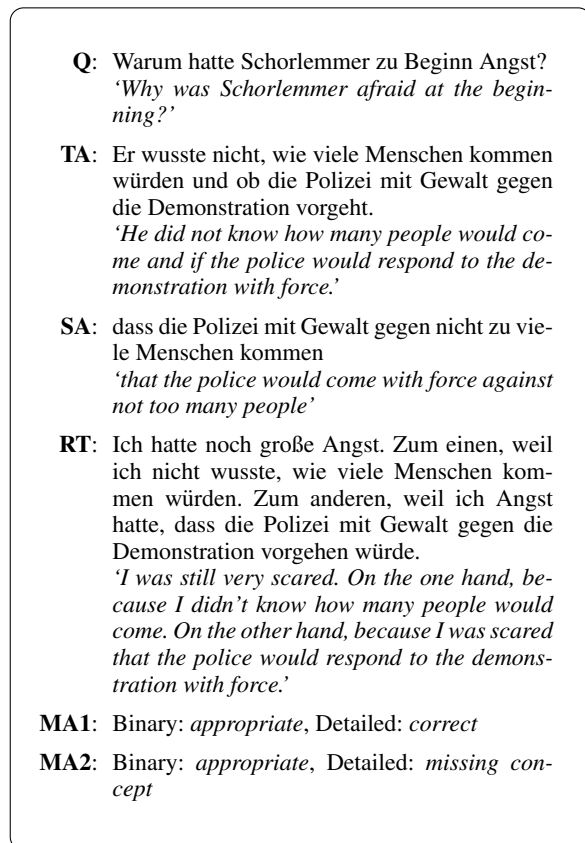 Q: Warum hatte Schorlemmer zu Beginn Angst?
‘Why was Schorlemmer afraid at the begin-
ning?’
TA: Er wusste nicht, wie viele Menschen kommen
würden und ob die Polizei mit Gewalt gegen
die Demonstration vorgeht.
‘He did not know how many people would co-
me and if the police would respond to the de-
monstration with force.’
SA: dass die Polizei mit Gewalt gegen nicht zu vie-
le Menschen kommen
‘that the police would come with force against
not too many people’
RT: Ich hatte noch große Angst. Zum einen, weil
ich nicht wusste, wie viele Menschen kom-
men würden. Zum anderen, weil ich Angst
hatte, dass die Polizei mit Gewalt gegen die
Demonstration vorgehen würde.
‘I was still very scared. On the one hand, be-
cause I didn’t know how many people would
come. On the other hand, because I was scared
that the police would respond to the demons-
tration with force.’
MA1: Binary: appropriate, Detailed: correct
MA2: Binary: appropriate, Detailed: missing con-
cept